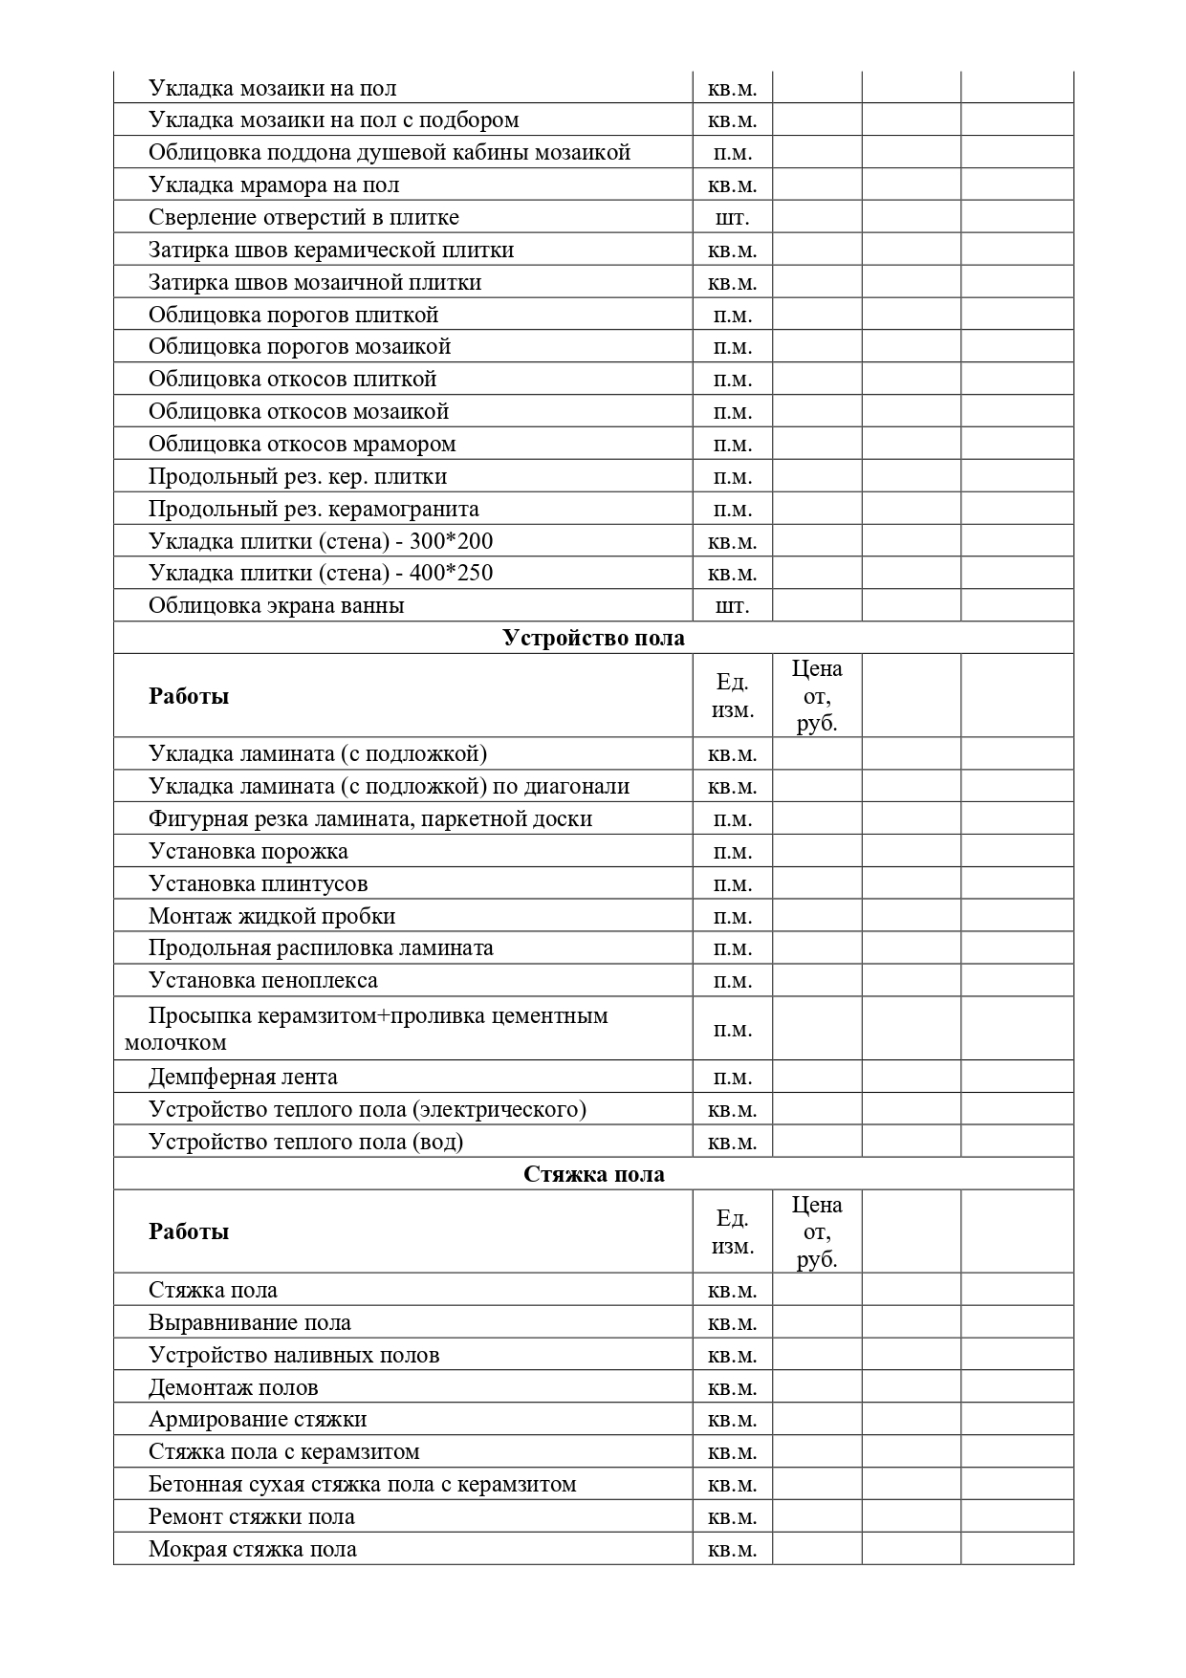 Укладка мозаики на пол кв.м.
Укладка мозаики на пол с подбором кв.м.
Облицовка поддона душевой кабины мозаикой п.м.
Укладка мрамора на пол кв.м.
Сверление отверстий в плитке шт.
Затирка швов керамической плитки кв.м.
Затирка швов мозаичной плитки кв.м.
Облицовка порогов плиткой п.м.
Облицовка порогов мозаикой п.м.
Облицовка откосов плиткой п.м.
Облицовка откосов мозаикой п.м.
Облицовка откосов мрамором п.м.
Продольный рез. кер. плитки п.м.
Продольный рез. керамогранита п.м.
Укладка плитки (стена) - 300*200 кв.м.
Укладка плитки (стена) - 400*250 кв.м.
Облицовка экрана ванны шт.
Устройство пола
Работы
Ед.
изм.
Цена
от,
руб.
Укладка ламината (с подложкой) кв.м.
Укладка ламината (с подложкой) по диагонали кв.м.
Фигурная резка ламината, паркетной доски п.м.
Установка порожка п.м.
Установка плинтусов п.м.
Монтаж жидкой пробки п.м.
Продольная распиловка ламината п.м.
Установка пеноплекса п.м.
Просыпка керамзитом+проливка цементным
молочком
п.м.
Демпферная лента п.м.
Устройство теплого пола (электрического) кв.м.
Устройство теплого пола (вод) кв.м.
Стяжка пола
Работы
Ед.
изм.
Цена
от,
руб.
Стяжка пола кв.м.
Выравнивание пола кв.м.
Устройство наливных полов кв.м.
Демонтаж полов кв.м.
Армирование стяжки кв.м.
Стяжка пола с керамзитом кв.м.
Бетонная сухая стяжка пола с керамзитом кв.м.
Ремонт стяжки пола кв.м.
Мокрая стяжка пола кв.м.